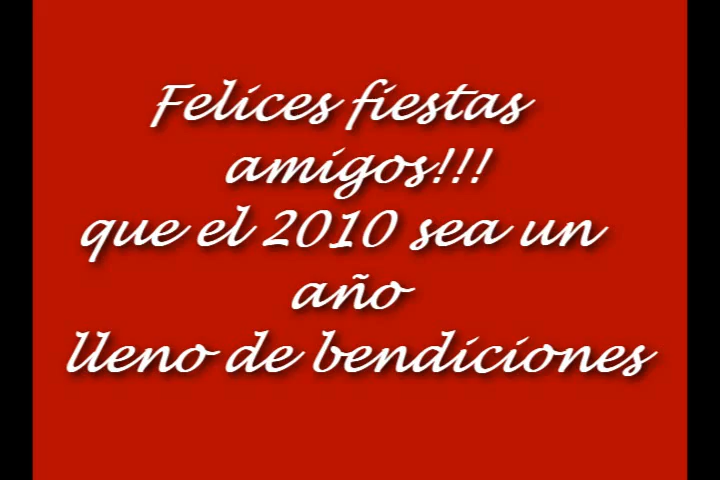 Felices fiestas
amigos!!!
que el 2010 sea un
año
lleno de bendiciones